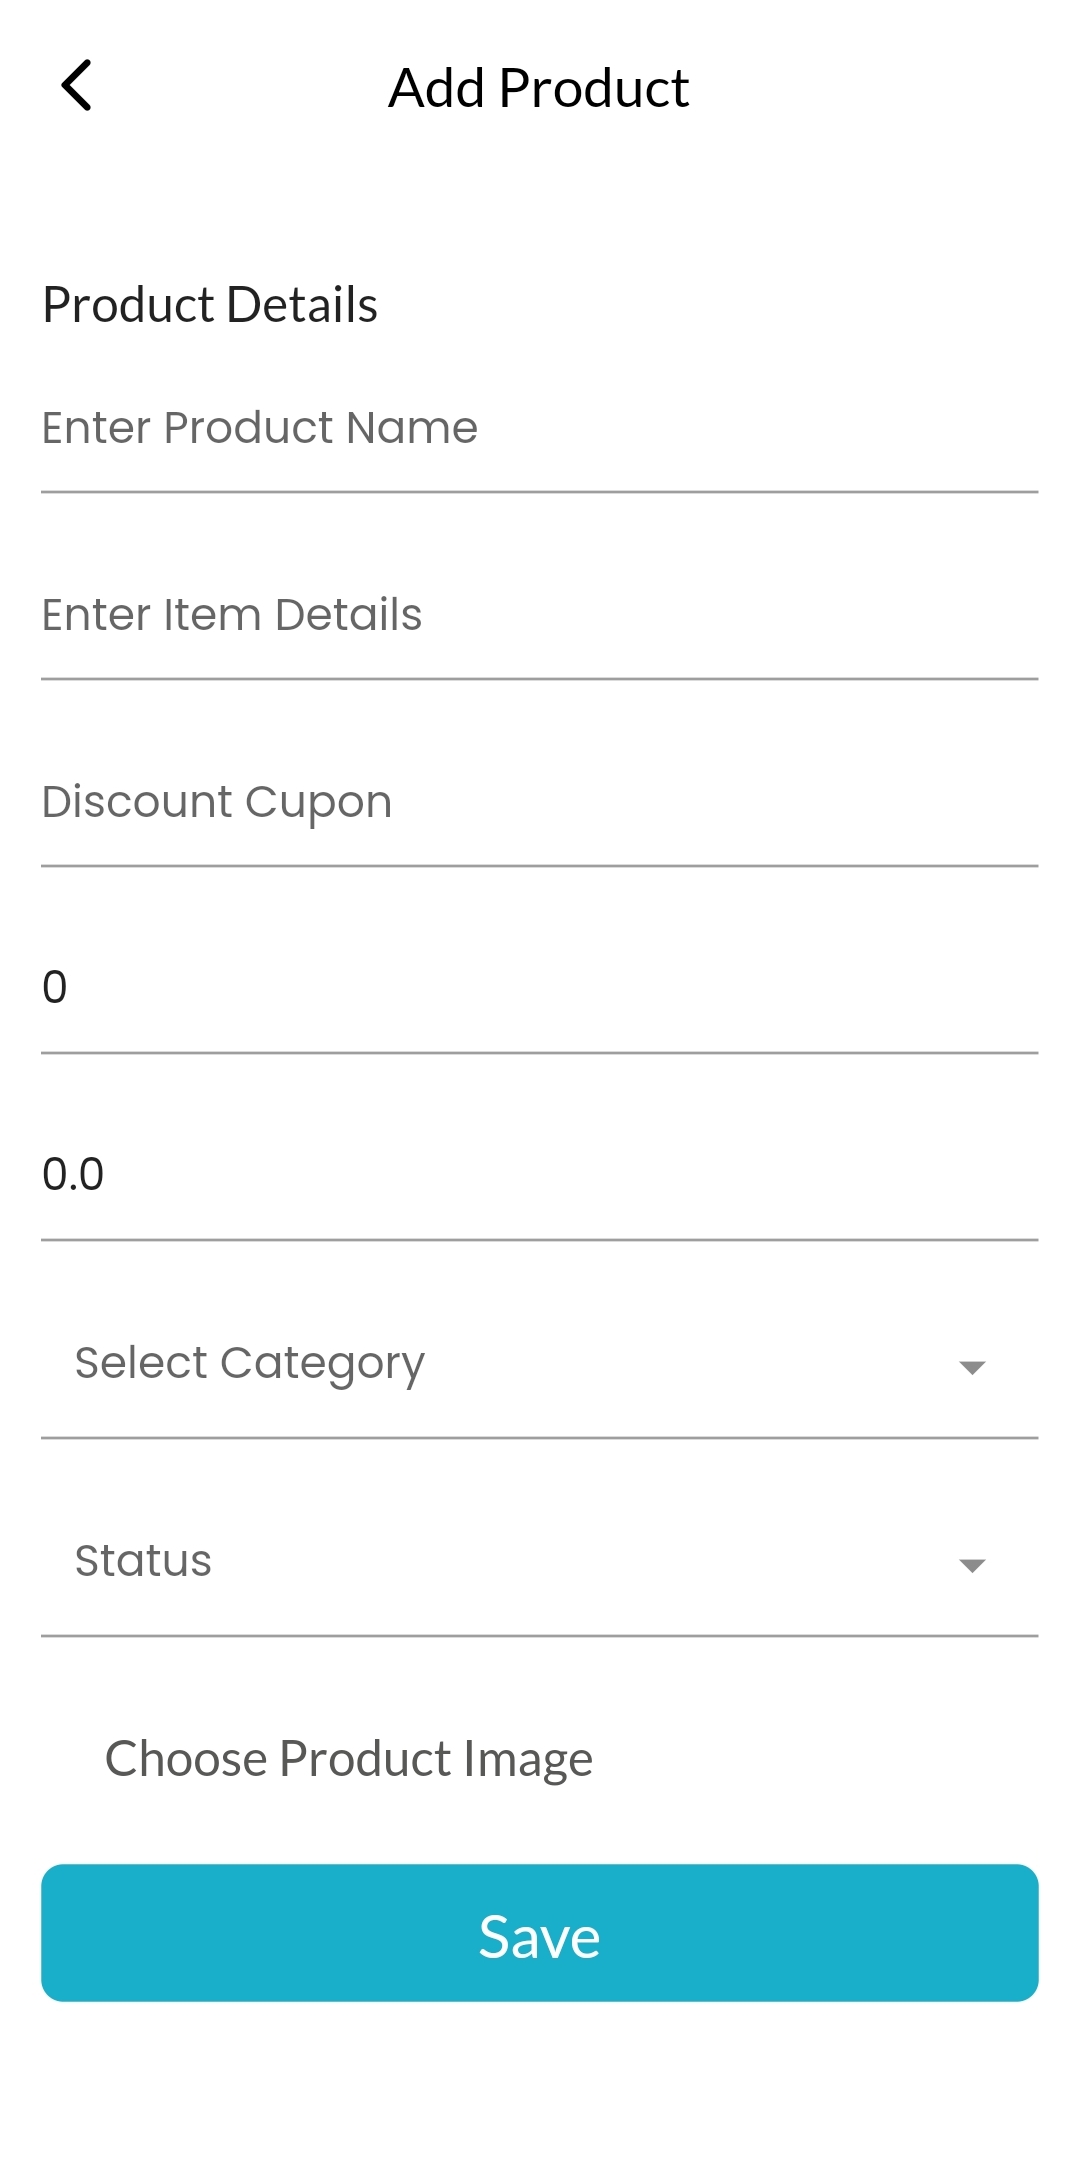 Add Product
Product Details
Enter Product Name
Enter Item Details
Discount Cupon
0
0.0
Select Category
Status
Choose Product Image
Save